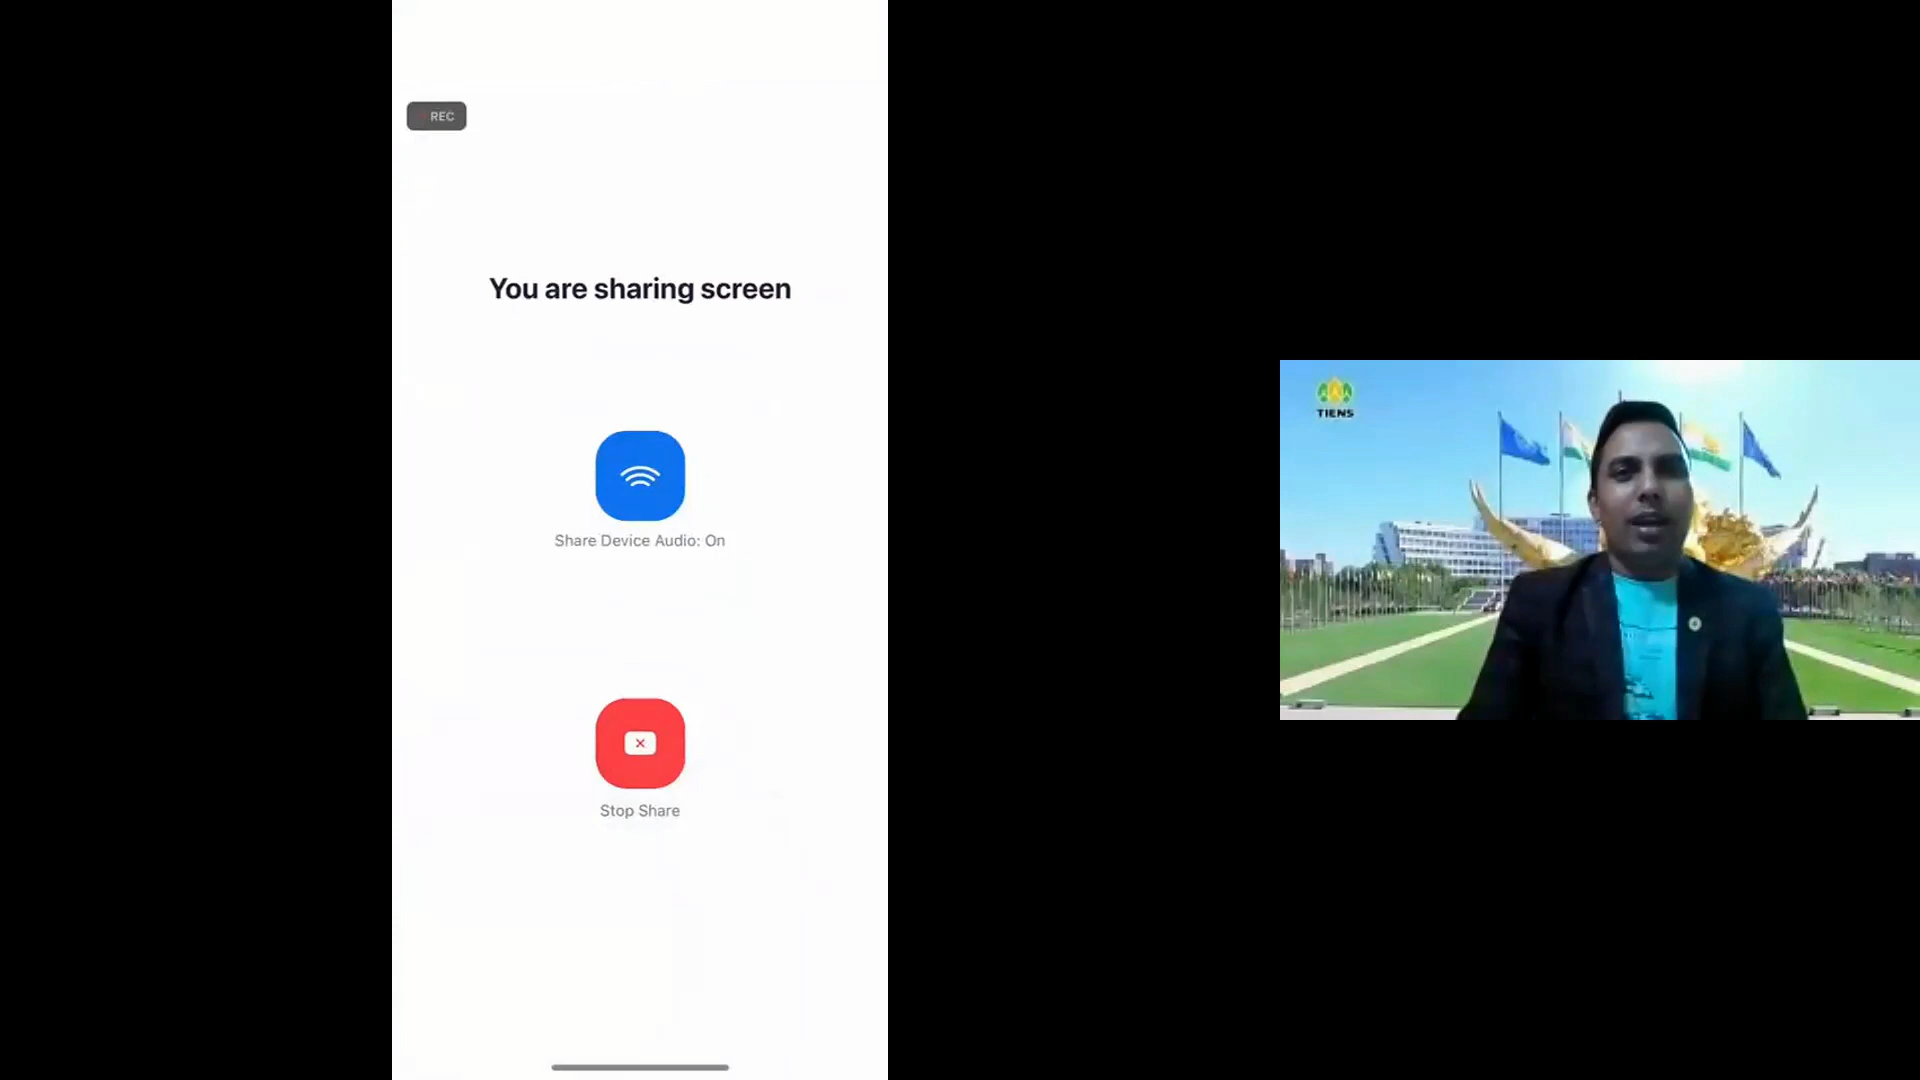 REC
You are sharing screen
Share Device Audio: On
Stop Share
TIENS